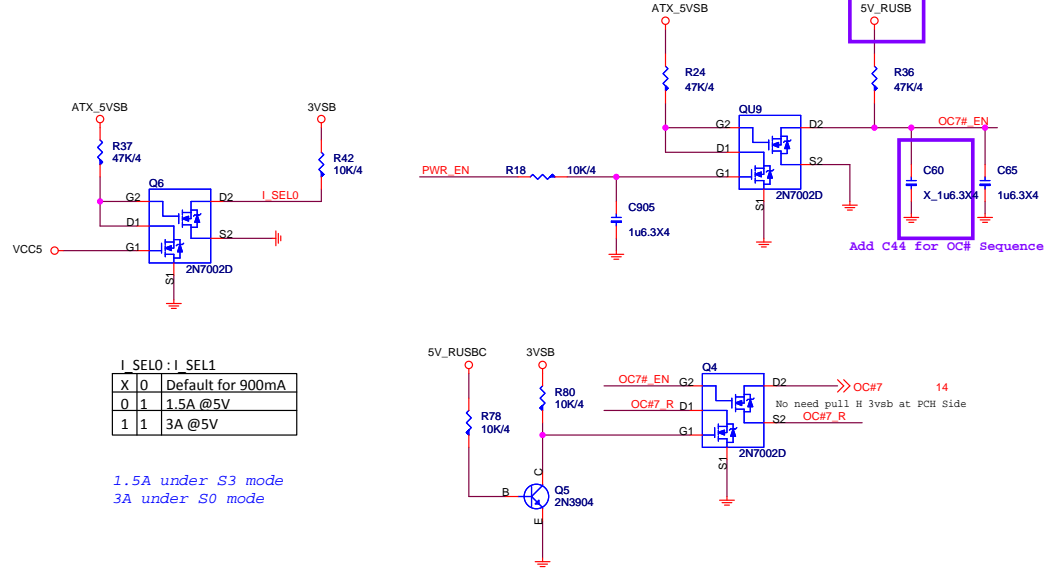 ATX_5VSB
5V_RUSB
R24
47K/4
R36
47K/4
QU9
G2
D2
OC7#_EN
D1
S2
PWR_EN
R18
10K/4
G1
S1
2N7002D
C905
1u6.3X4
C60
X_1u6.3X4
C65
1u6.3X4
Add C44 for OC# Sequence
ATX_5VSB
3VSB
R37
47K/4
R42
10K/4
Q6
G2
D2
I_SEL0
D1
S2
VCC5
G1
S1
2N7002D
I_SEL0 : I_SEL1
X 0 Default for 900mA
0 1 1.5A @5V
1 1 3A @5V
1.5A under S3 mode
3A under S0 mode
5V_RUSBC
3VSB
R78
10K/4
R80
10K/4
B
C
E
Q5
2N3904
Q4
OC7#_EN
G2
D2
OC#7
14
No need pull H 3vsb at PCH Side
OC#7_R
D1
S2
OC#7_R
G1
S1
2N7002D